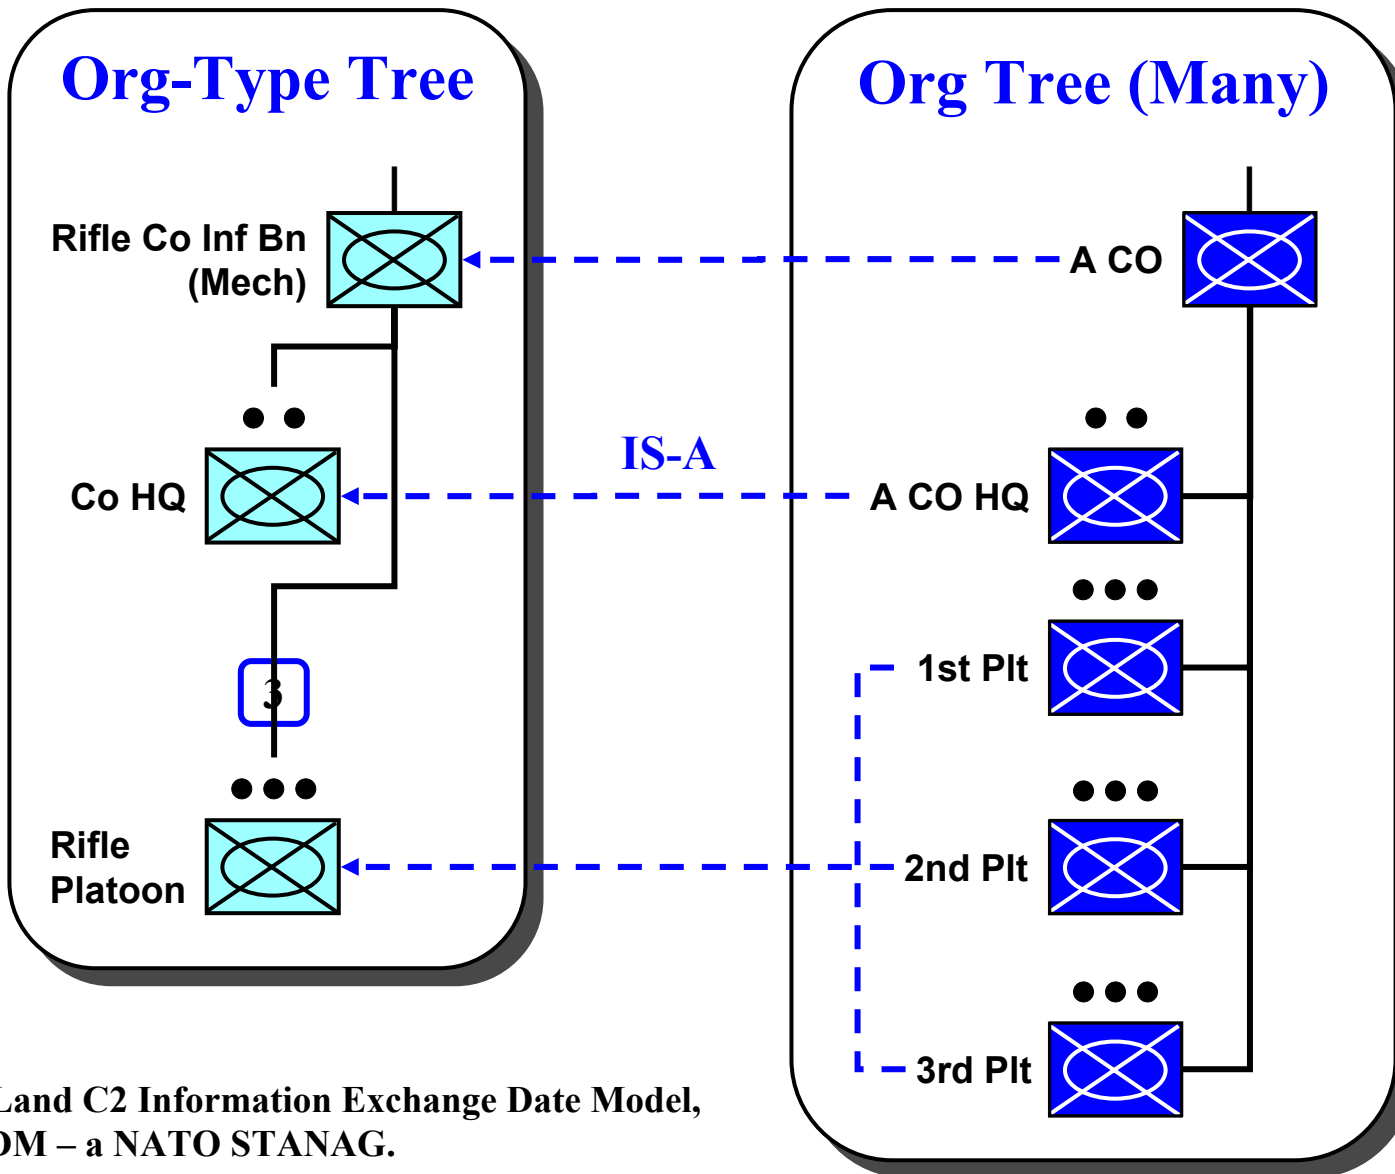 Org-Type Tree
Rifle Co Inf Bn
(Mech)
Co HQ
3
Rifle
Platoon
IS-A
Org Tree (Many)
A CO
A CO HQ
1st Plt
2nd Plt
3rd Plt
Land C2 Information Exchange Date Model,
DM – a NATO STANAG.